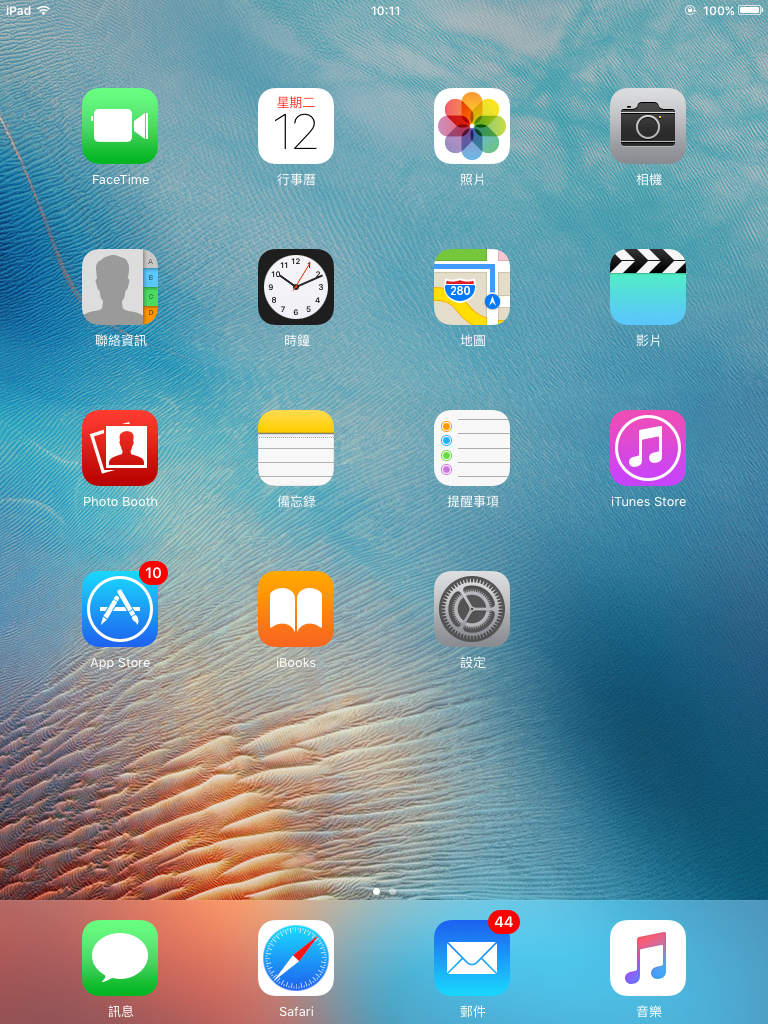 iPad 10:11 100%
星期二
12
FaceTime 行事曆 照片 相機
A
B
C
D
12
1
2
3
4
5
6
7
8
9
10
11
280
聯絡資訊 時鐘 地圖 影片
Photo Booth 備忘錄 提醒事項 iTunes Store
10
App Store iBooks 設定
44
訊息 Safari 郵件 音樂